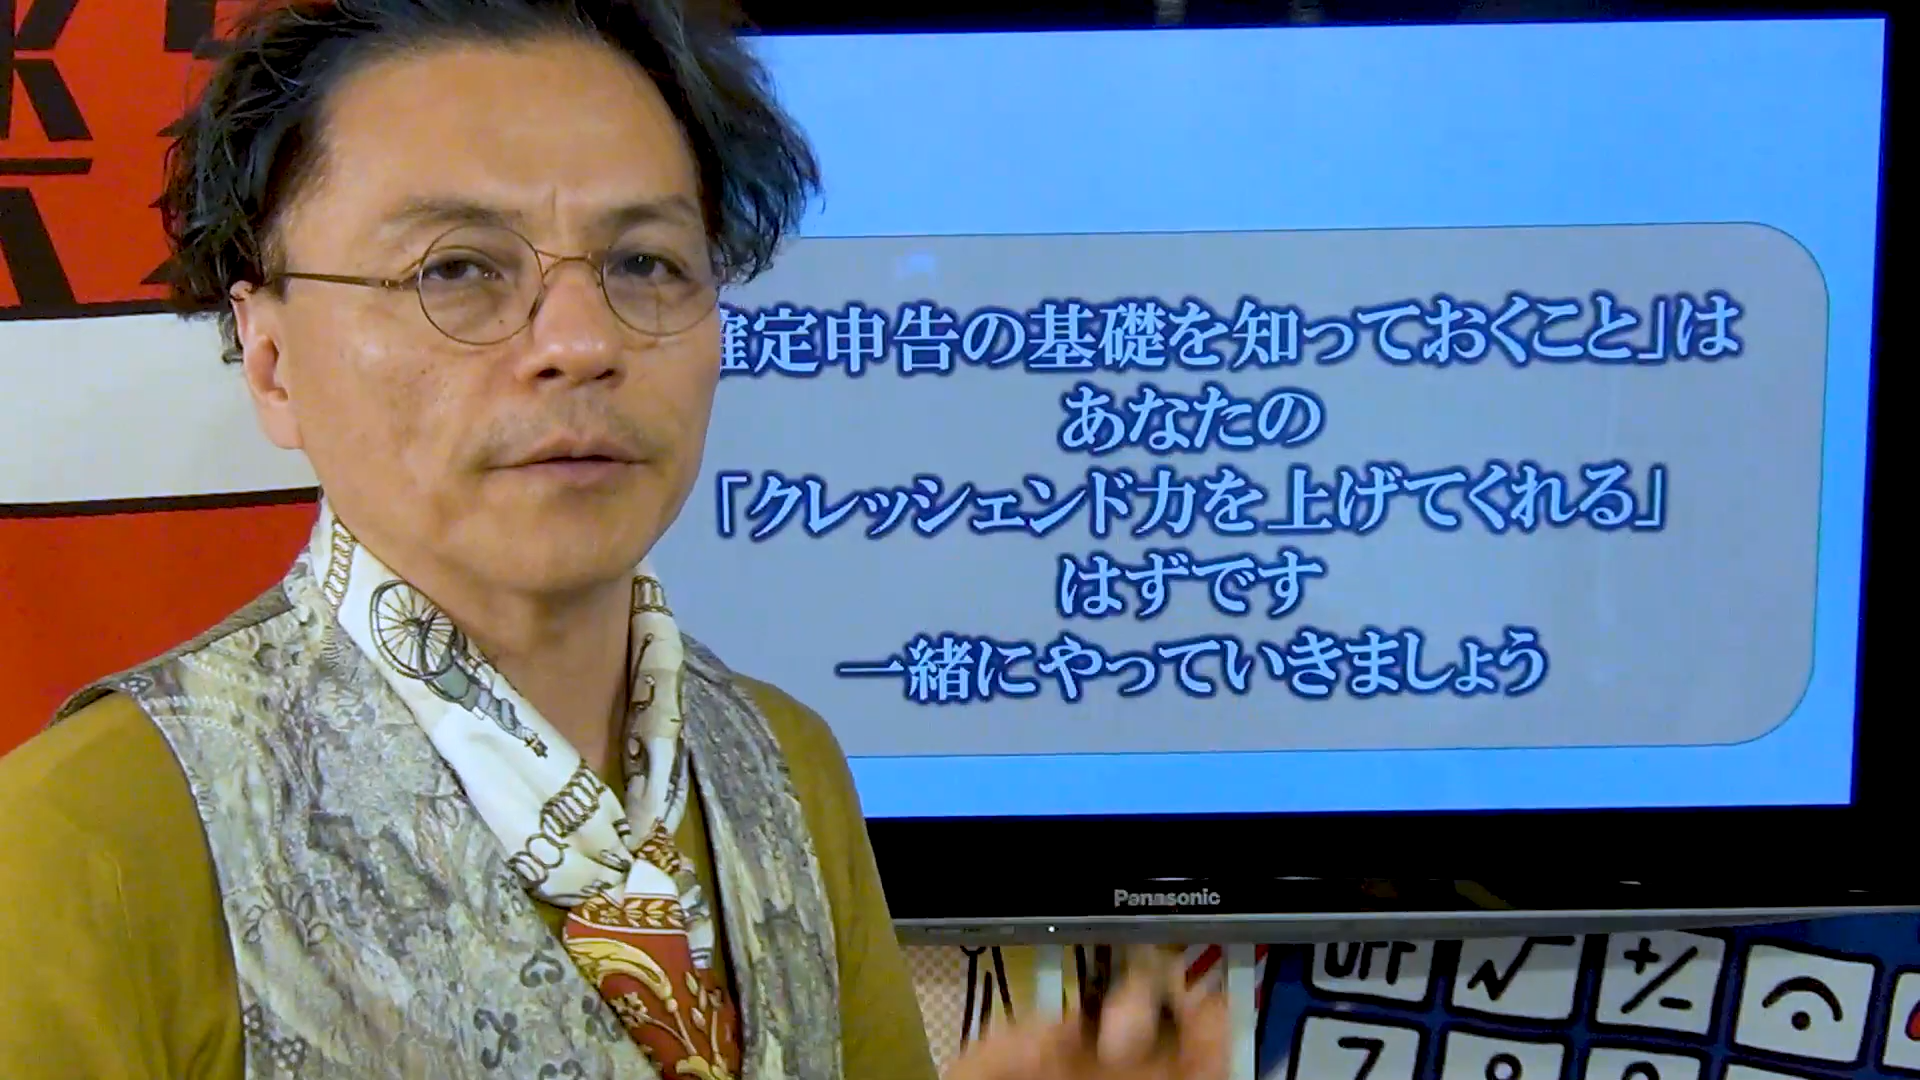 確定申告の基礎を知っておくこと」は
あなたの
「クレッシェンド力を上げてくれる」
はずです
一緒にやっていきましょう
Panasonic
OFF
+/-
7